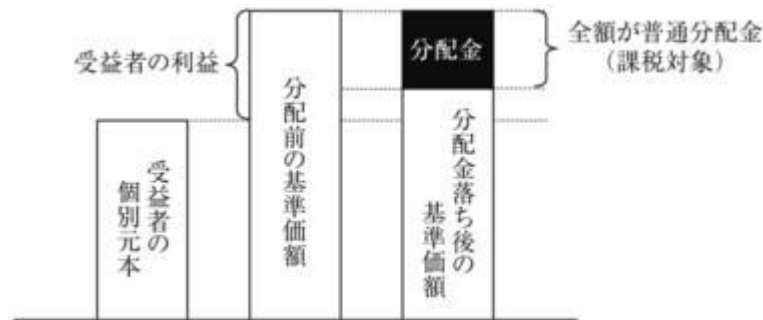 受益者の利益
受益者の
個別元本
分配前の基準価額
分配金
分配金落ち後の
基準価額
全額が普通分配金
（課税対象）